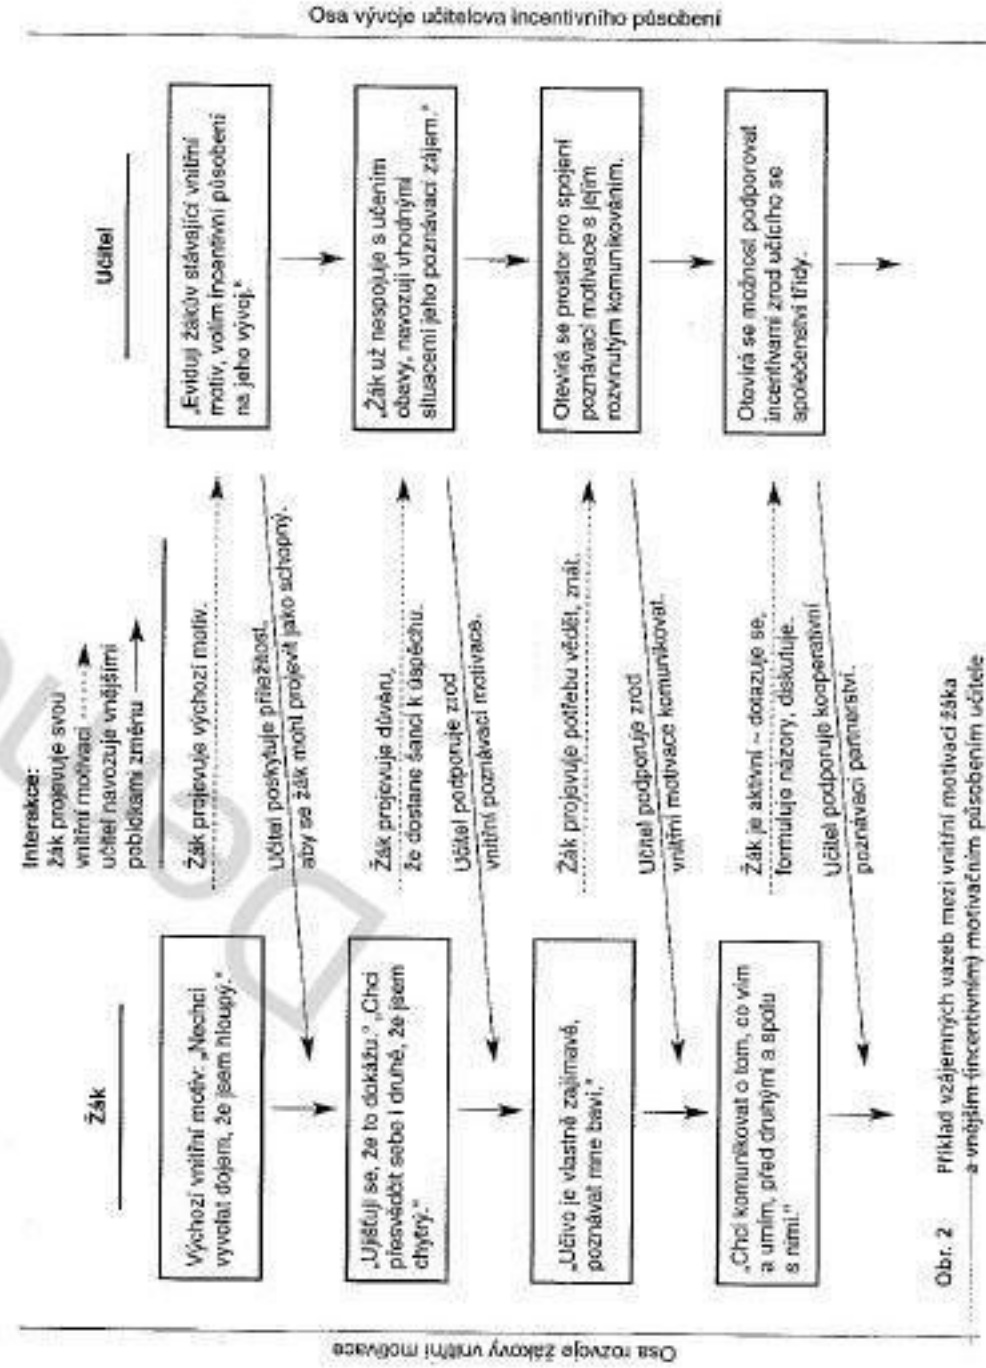 Osa vývoje učitelova incentivního působení
Učitel
„Eviduji žákův stávající vnitřní
motiv, volím incentivní působení
na jeho vývoj.“
„Žák už nespojuje s učením
obavy, navozuji vhodnými
situacemi jeho poznávací zájem.“
Otevírá se prostor pro spojení
poznávací motivace s jejím
rozvinutým komunikováním.
Otevírá se možnost podporovat
incentivami zrod učícího se
společenství třídy.
Interakce:
žák projevuje svou
vnitřní motivaci
učitel navozuje vnějšími
pobídkami změnu
Žák projevuje výchozí motiv.
Učitel poskytuje příležitost,
aby se žák mohl projevit jako schopný.
Žák projevuje důvěru,
že dostane šanci k úspěchu.
Učitel podporuje zrod
vnitřní poznávací motivace.
Žák projevuje potřebu vědět, znát.
Učitel podporuje zrod
vnitřní motivace komunikovat.
Žák je aktivní – dotazuje se,
formuluje názory, diskutuje.
Učitel podporuje kooperativní
poznávací partnerství.
Žák
Výchozí vnitřní motiv: „Nechci
vyvolat dojem, že jsem hloupý.“
„Ujišťuji se, že to dokážu.“ „Chci
přesvědčit sebe i druhé, že jsem
chytrý.“
„Učivo je vlastně zajímavé,
poznávat mne baví.“
„Chci komunikovat o tom, co vím
a umím, před druhými a spolu
s nimi.“
Osa rozvoje žákovy vnitřní motivace
Obr. 2 Příklad vzájemných vazeb mezi vnitřní motivací žáka
a vnějším (incentivním) motivačním působením učitele